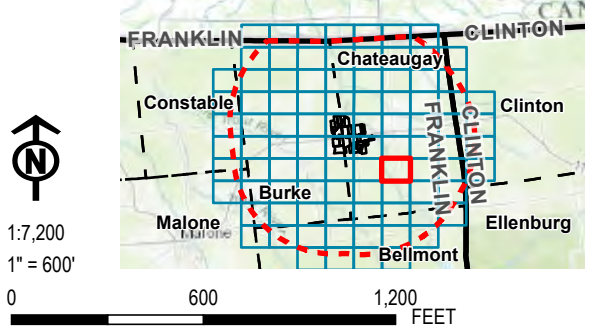 CAN
FRANKLIN
CLINTON
Chateaugay
Constable
Clinton
FRANKLIN
CLINTON
Burke
Malone
Malone
Ellenburg
Bellmont
N
1:7,200
1" = 600'
0 600 1,200
FEET